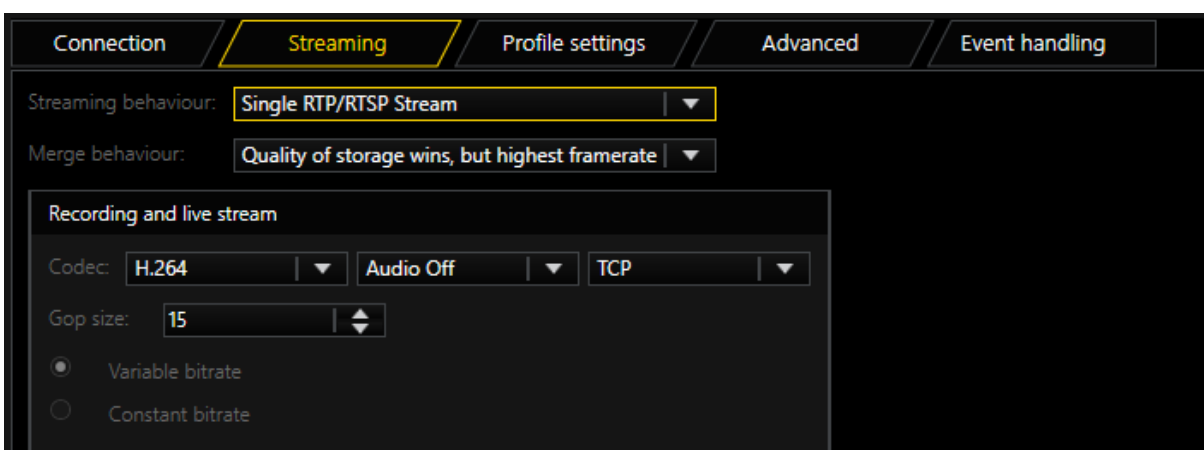 Connection Streaming Profile settings Advanced Event handling
Streaming behaviour: Single RTP/RTSP Stream
Merge behaviour: Quality of storage wins, but highest framerate
Recording and live stream
Codec: H.264 Audio Off TCP
Gop size: 15
Variable bitrate
Constant bitrate